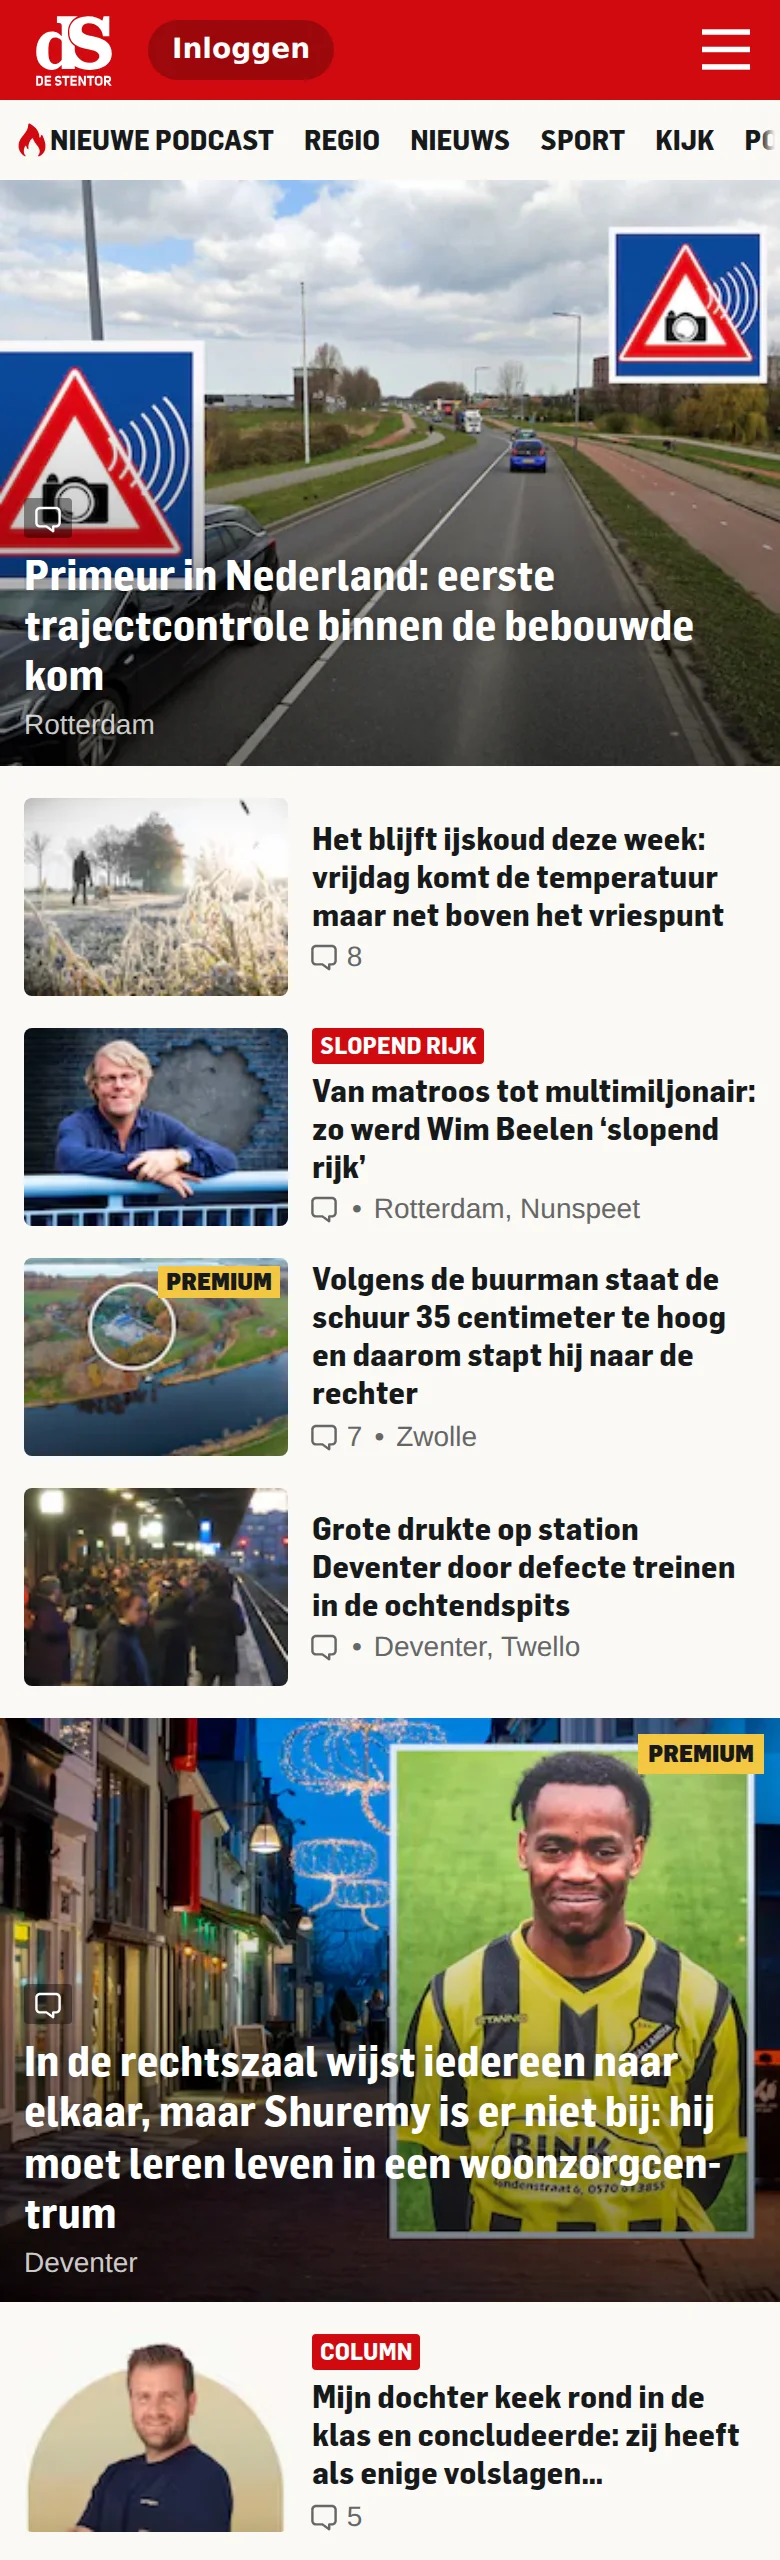 dS
DE STENTOR
Inloggen
NIEUWE PODCAST REGIO NIEUWS SPORT KIJK PO
Primeur in Nederland: eerste
trajectcontrole binnen de bebouwde
kom
Rotterdam
Het blijft ijskoud deze week:
vrijdag komt de temperatuur
maar net boven het vriespunt
8
SLOPEND RIJK
Van matroos tot multimiljonair:
zo werd Wim Beelen ‘slopend
rijk’
• Rotterdam, Nunspeet
PREMIUM
Volgens de buurman staat de
schuur 35 centimeter te hoog
en daarom stapt hij naar de
rechter
7 • Zwolle
Grote drukte op station
Deventer door defecte treinen
in de ochtendspits
• Deventer, Twello
PREMIUM
STANNO
RINK
In de rechtszaal wijst iedereen naar
elkaar, maar Shuremy is er niet bij: hij
moet leren leven in een woonzorgcen-
trum
Deventer
COLUMN
Mijn dochter keek rond in de
klas en concludeerde: zij heeft
als enige volslagen...
5